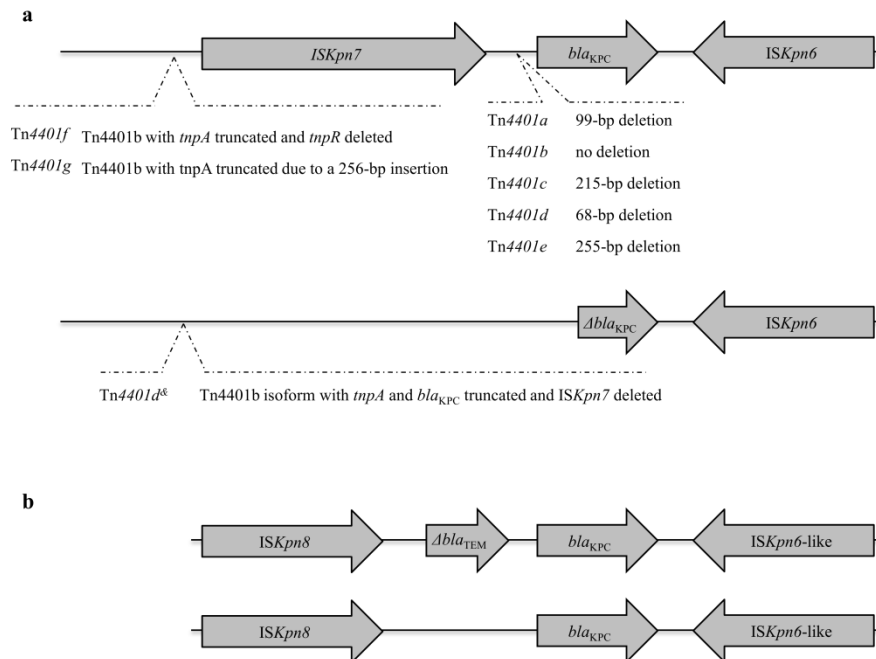 a
ISKpn7
blaKPC
ISKpn6
Tn4401f Tn4401b with tnpA truncated and tnpR deleted
Tn4401g Tn4401b with tnpA truncated due to a 256-bp insertion
Tn4401a 99-bp deletion
Tn4401b no deletion
Tn4401c 215-bp deletion
Tn4401d 68-bp deletion
Tn4401e 255-bp deletion
ΔblaKPC
ISKpn6
Tn4401d& Tn4401b isoform with tnpA and blaKPC truncated and ISKpn7 deleted
b
ISKpn8
ΔblaTEM
blaKPC
ISKpn6-like
ISKpn8
blaKPC
ISKpn6-like